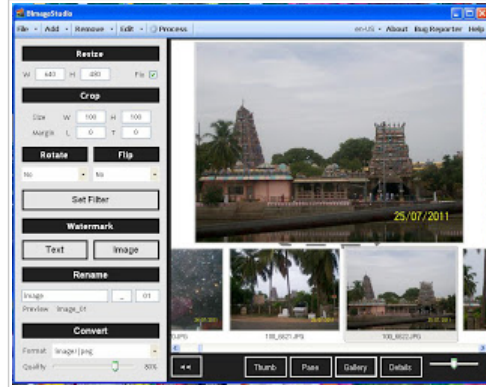 BImageStudio
File Add Remove Edit Process en-US About Bug Reporter Help
Resize
W 640 H 480 Fix
Crop
Size W 100 H 100
Margin L 0 T 0
Rotate Flip
No No
Set Filter
Watermark
Text Image
Rename
Image _ 01
Preview Image_01
Convert
Format Imager|png
Quality 80%
25/07/2011
100_6621.JPG 100_6622.JPG
<< Thumb Pane Gallery Details